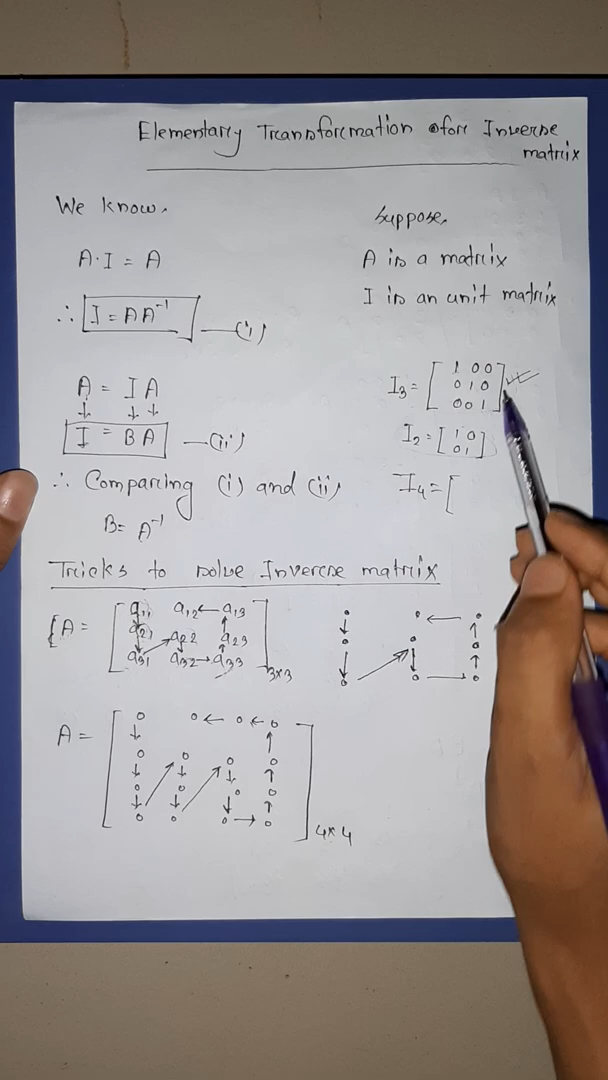 Elementary Transformation ofor Inverse
matrix
We know,
A·I = A
∴ I = AA⁻¹ —(i)
A = I A
↓ ↓ ↓
I = B A —(ii)
∴ Comparing (i) and (ii),
B = A⁻¹
Suppose,
A is a matrix
I is an unit matrix
I₃ = [ 1 0 0
0 1 0
0 0 1 ]
I₂ = [ 1 0
0 1 ]
I₄ = [
Tricks to solve Inverse matrix
{A = [ a₁₁ a₁₂ ← a₁₃
a₂₁ a₂₂ a₂₃
a₃₁ a₃₂ → a₃₃ ] 3×3
A = [ ] 4×4